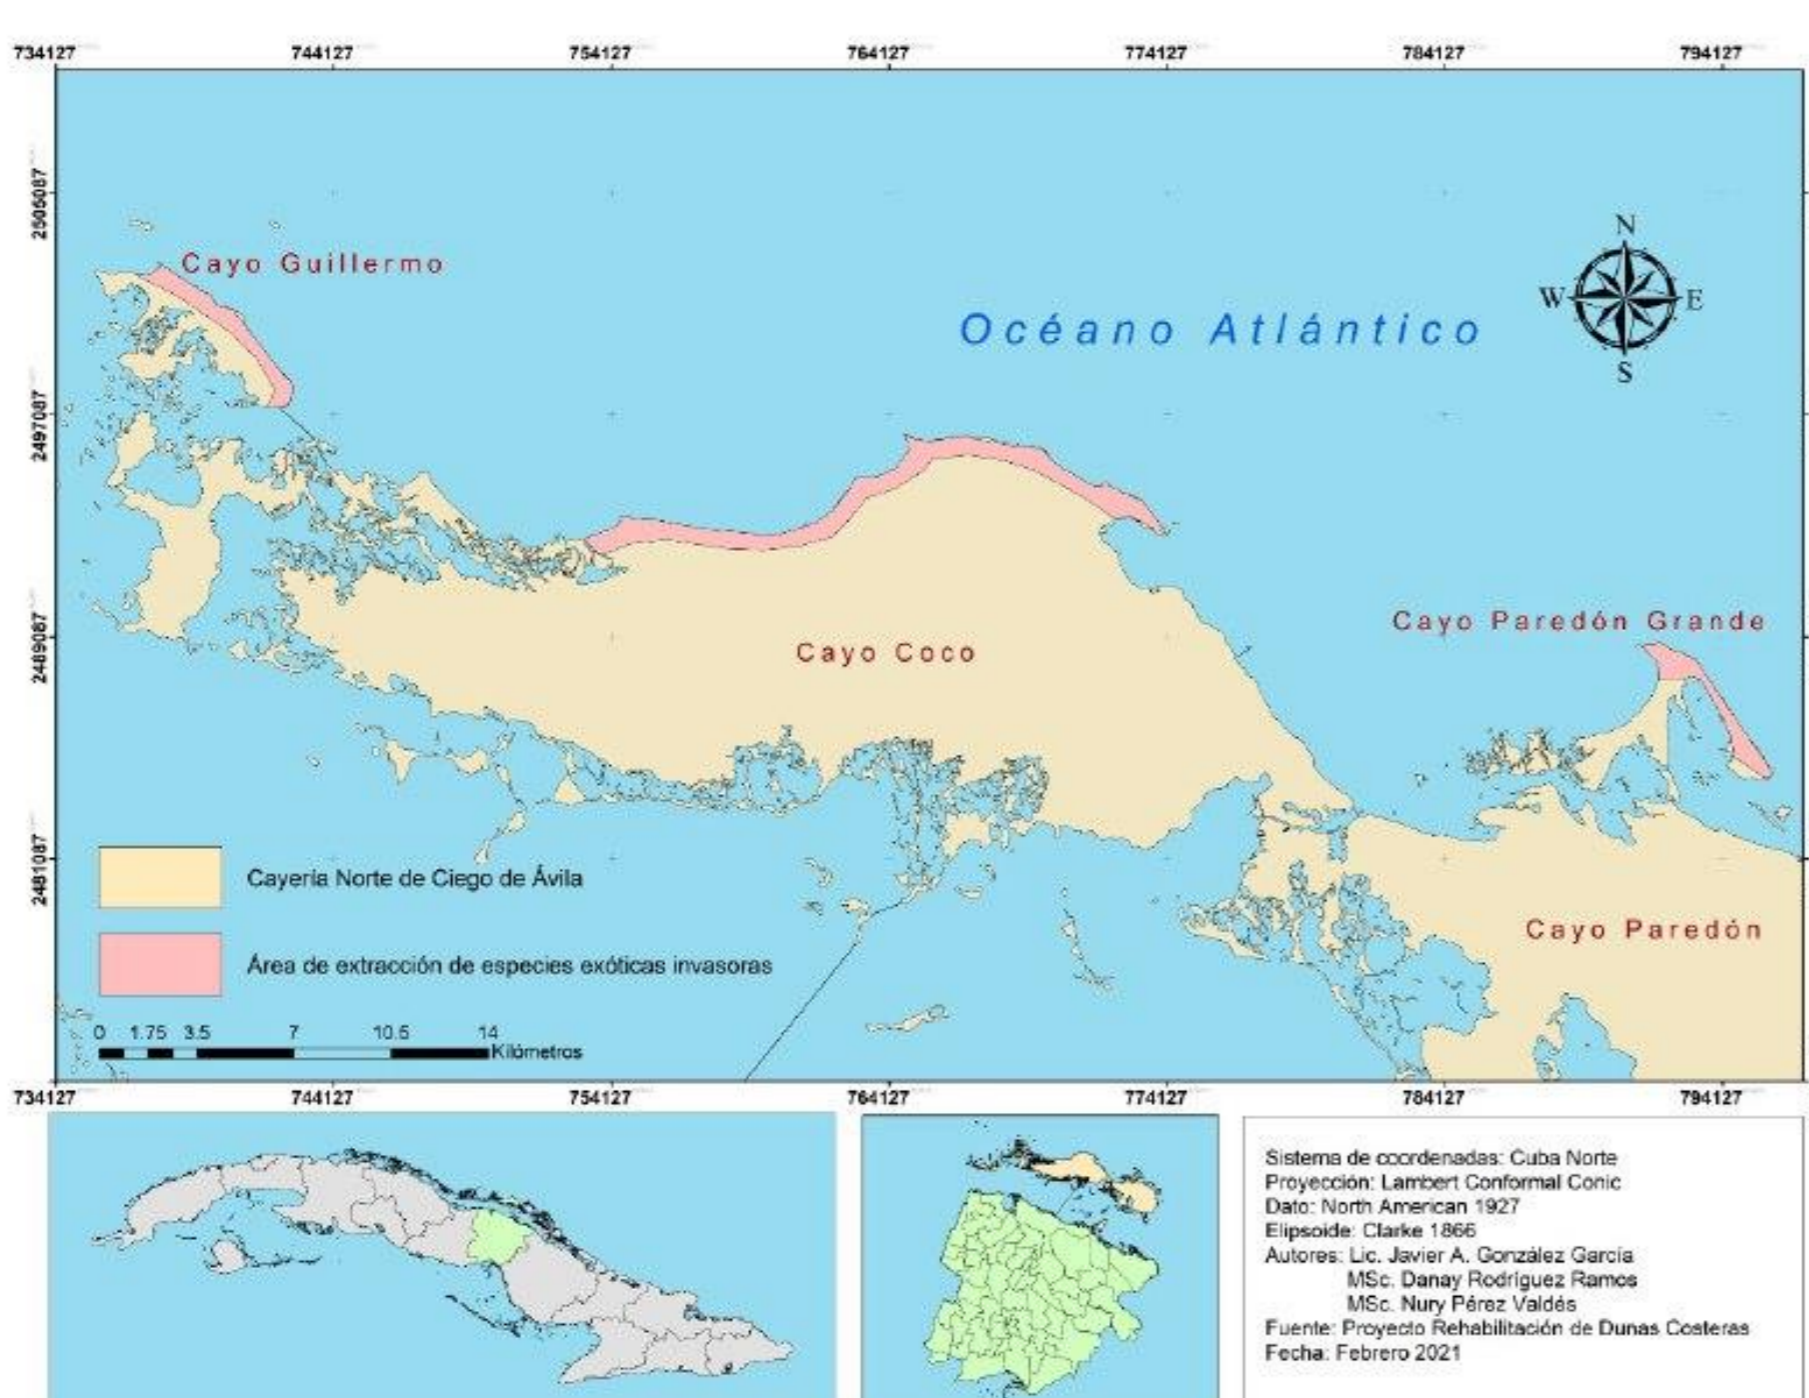 734127 744127 754127 764127 774127 784127 794127
2505087
Cayo Guillermo
N
W E
S
Océano Atlántico
2497087
Cayo Paredón Grande
2489087
Cayo Coco
2481087
Cayería Norte de Ciego de Ávila
Cayo Paredón
Área de extracción de especies exóticas invasoras
0 1.75 3.5 7 10.5 14
Kilómetros
734127 744127 754127 764127 774127 784127 794127
Sistema de coordenadas: Cuba Norte
Proyección: Lambert Conformal Conic
Dato: North American 1927
Elipsoide: Clarke 1866
Autores: Lic. Javier A. González García
MSc. Danay Rodríguez Ramos
MSc. Nury Pérez Valdés
Fuente: Proyecto Rehabilitación de Dunas Costeras
Fecha: Febrero 2021